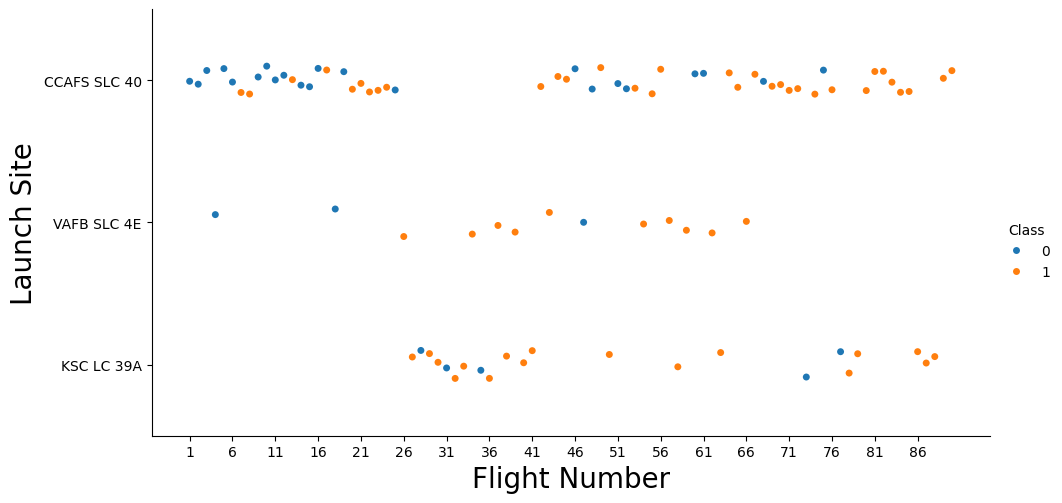 Launch Site
CCAFS SLC 40
VAFB SLC 4E
KSC LC 39A
1 6 11 16 21 26 31 36 41 46 51 56 61 66 71 76 81 86
Flight Number
Class
0
1